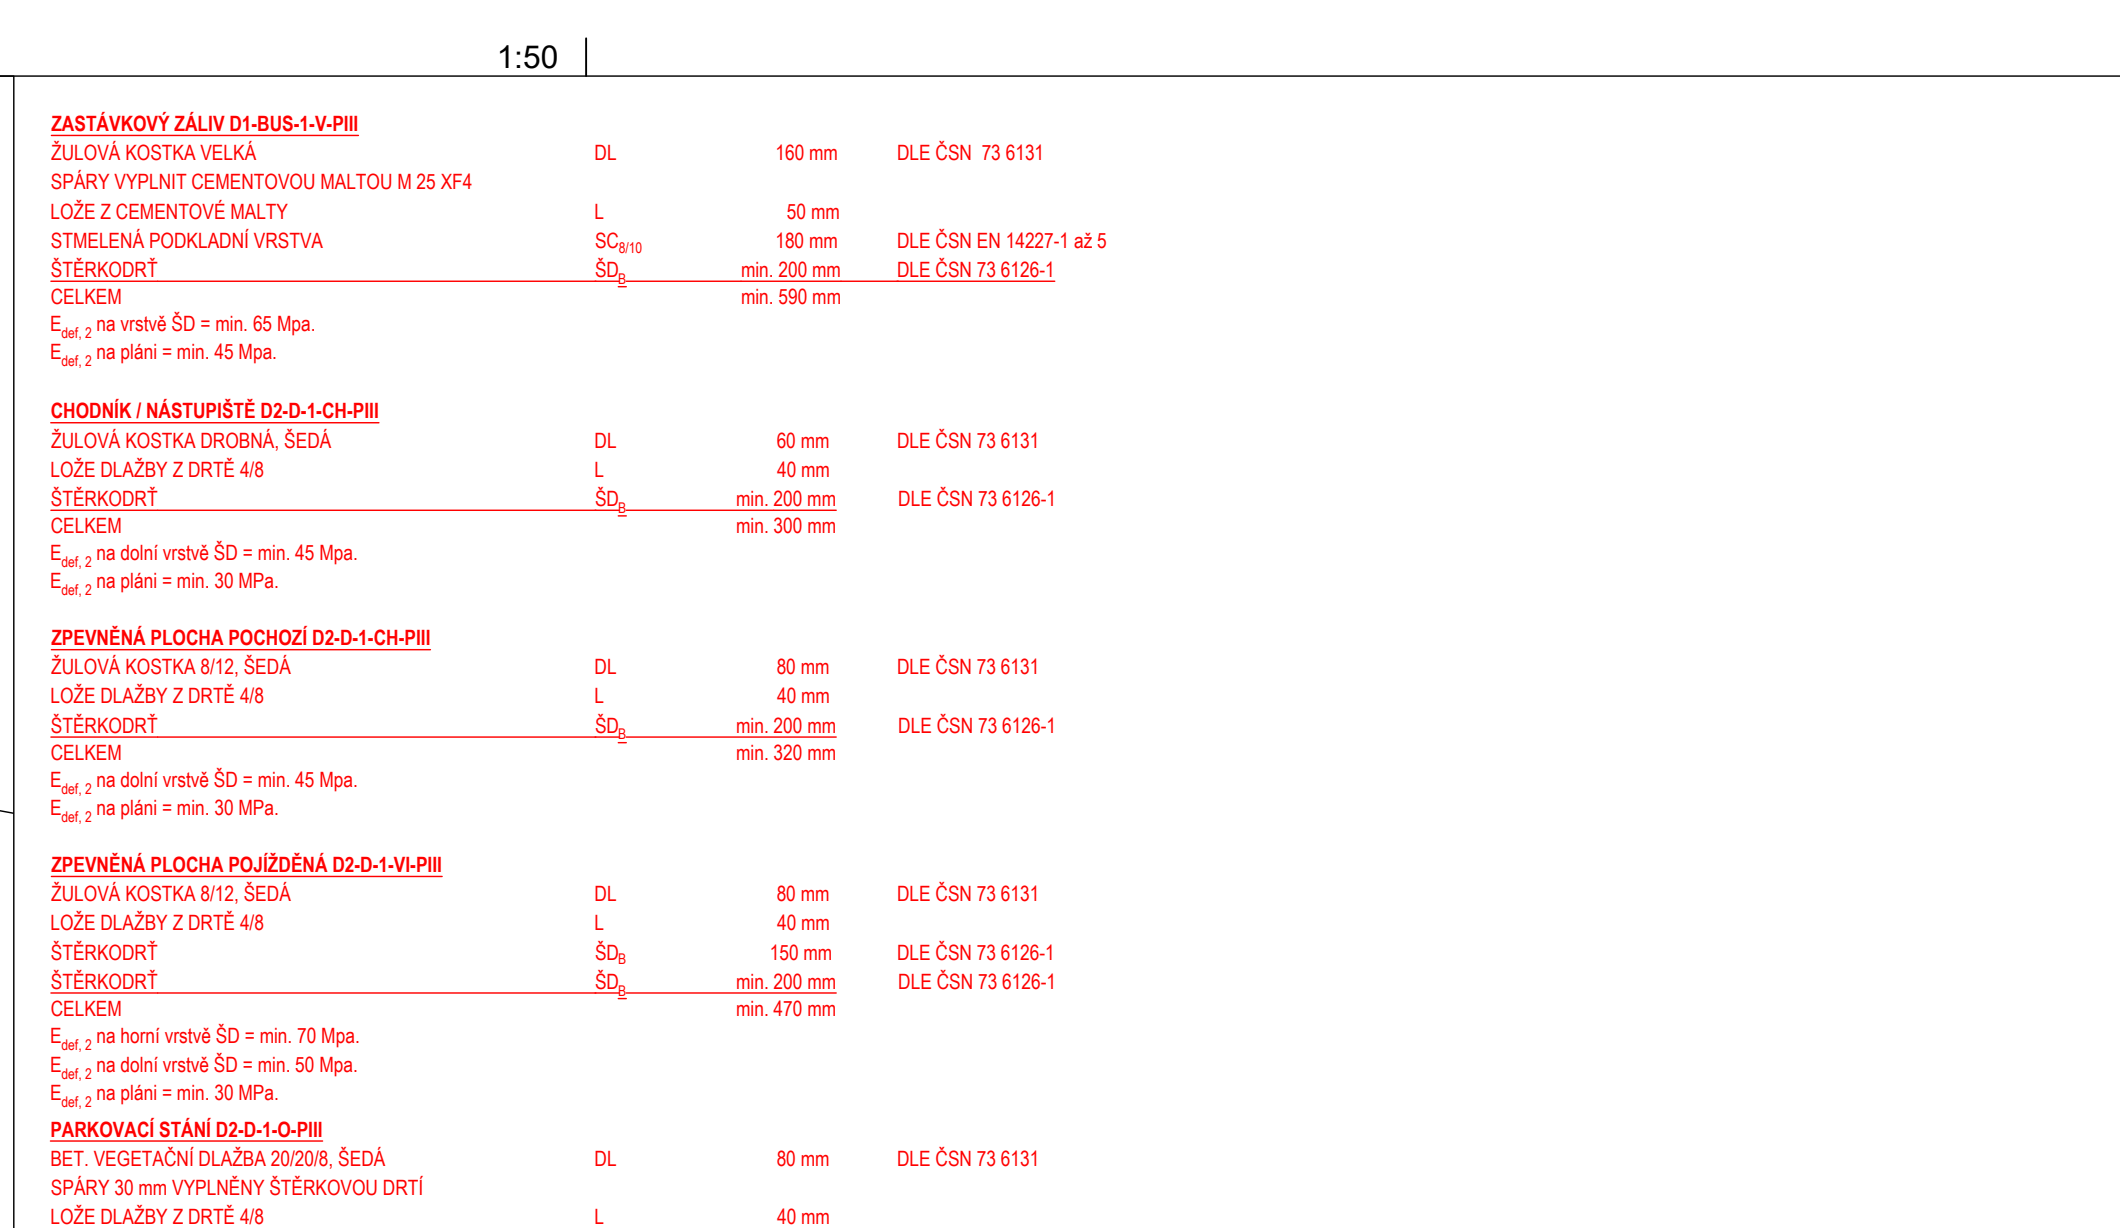 1:50
ZASTÁVKOVÝ ZÁLIV D1-BUS-1-V-PIII
ŽULOVÁ KOSTKA VELKÁ DL 160 mm DLE ČSN 73 6131
SPÁRY VYPLNIT CEMENTOVOU MALTOU M 25 XF4
LOŽE Z CEMENTOVÉ MALTY L 50 mm
STMELENÁ PODKLADNÍ VRSTVA SC8/10 180 mm DLE ČSN EN 14227-1 až 5
ŠTĚRKODRŤ ŠDB min. 200 mm DLE ČSN 73 6126-1
CELKEM min. 590 mm
Edef, 2 na vrstvě ŠD = min. 65 Mpa.
Edef, 2 na pláni = min. 45 Mpa.
CHODNÍK / NÁSTUPIŠTĚ D2-D-1-CH-PIII
ŽULOVÁ KOSTKA DROBNÁ, ŠEDÁ DL 60 mm DLE ČSN 73 6131
LOŽE DLAŽBY Z DRTĚ 4/8 L 40 mm
ŠTĚRKODRŤ ŠDB min. 200 mm DLE ČSN 73 6126-1
CELKEM min. 300 mm
Edef, 2 na dolní vrstvě ŠD = min. 45 Mpa.
Edef, 2 na pláni = min. 30 MPa.
ZPEVNĚNÁ PLOCHA POCHOZÍ D2-D-1-CH-PIII
ŽULOVÁ KOSTKA 8/12, ŠEDÁ DL 80 mm DLE ČSN 73 6131
LOŽE DLAŽBY Z DRTĚ 4/8 L 40 mm
ŠTĚRKODRŤ ŠDB min. 200 mm DLE ČSN 73 6126-1
CELKEM min. 320 mm
Edef, 2 na dolní vrstvě ŠD = min. 45 Mpa.
Edef, 2 na pláni = min. 30 MPa.
ZPEVNĚNÁ PLOCHA POJÍŽDĚNÁ D2-D-1-VI-PIII
ŽULOVÁ KOSTKA 8/12, ŠEDÁ DL 80 mm DLE ČSN 73 6131
LOŽE DLAŽBY Z DRTĚ 4/8 L 40 mm
ŠTĚRKODRŤ ŠDB 150 mm DLE ČSN 73 6126-1
ŠTĚRKODRŤ ŠDB min. 200 mm DLE ČSN 73 6126-1
CELKEM min. 470 mm
Edef, 2 na horní vrstvě ŠD = min. 70 Mpa.
Edef, 2 na dolní vrstvě ŠD = min. 50 Mpa.
Edef, 2 na pláni = min. 30 MPa.
PARKOVACÍ STÁNÍ D2-D-1-O-PIII
BET. VEGETAČNÍ DLAŽBA 20/20/8, ŠEDÁ DL 80 mm DLE ČSN 73 6131
SPÁRY 30 mm VYPLNĚNY ŠTĚRKOVOU DRTÍ
LOŽE DLAŽBY Z DRTĚ 4/8 L 40 mm